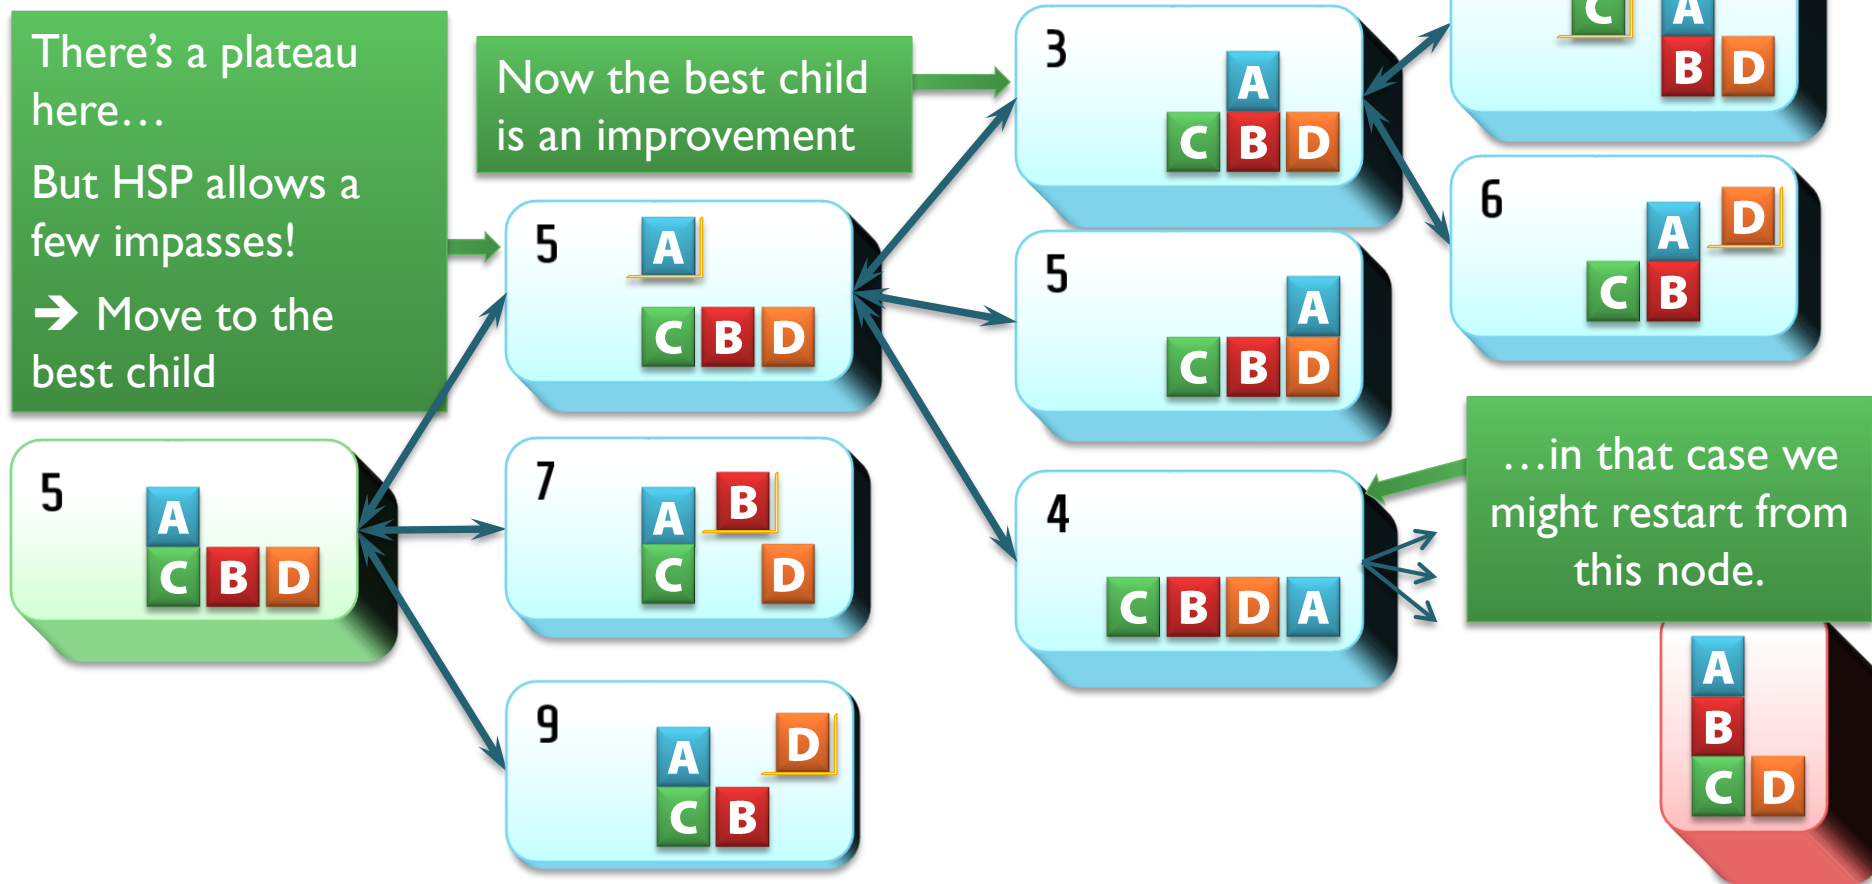 There's a plateau
here…
But HSP allows a
few impasses!
➔ Move to the
best child
Now the best child
is an improvement
5
A
C B D
5
A
C B D
7
A B
C D
9
A D
C B
3
A
C B D
5
A
C B D
4
C B D A
C A
B D
6
A D
C B
…in that case we
might restart from
this node.
A
B
C D